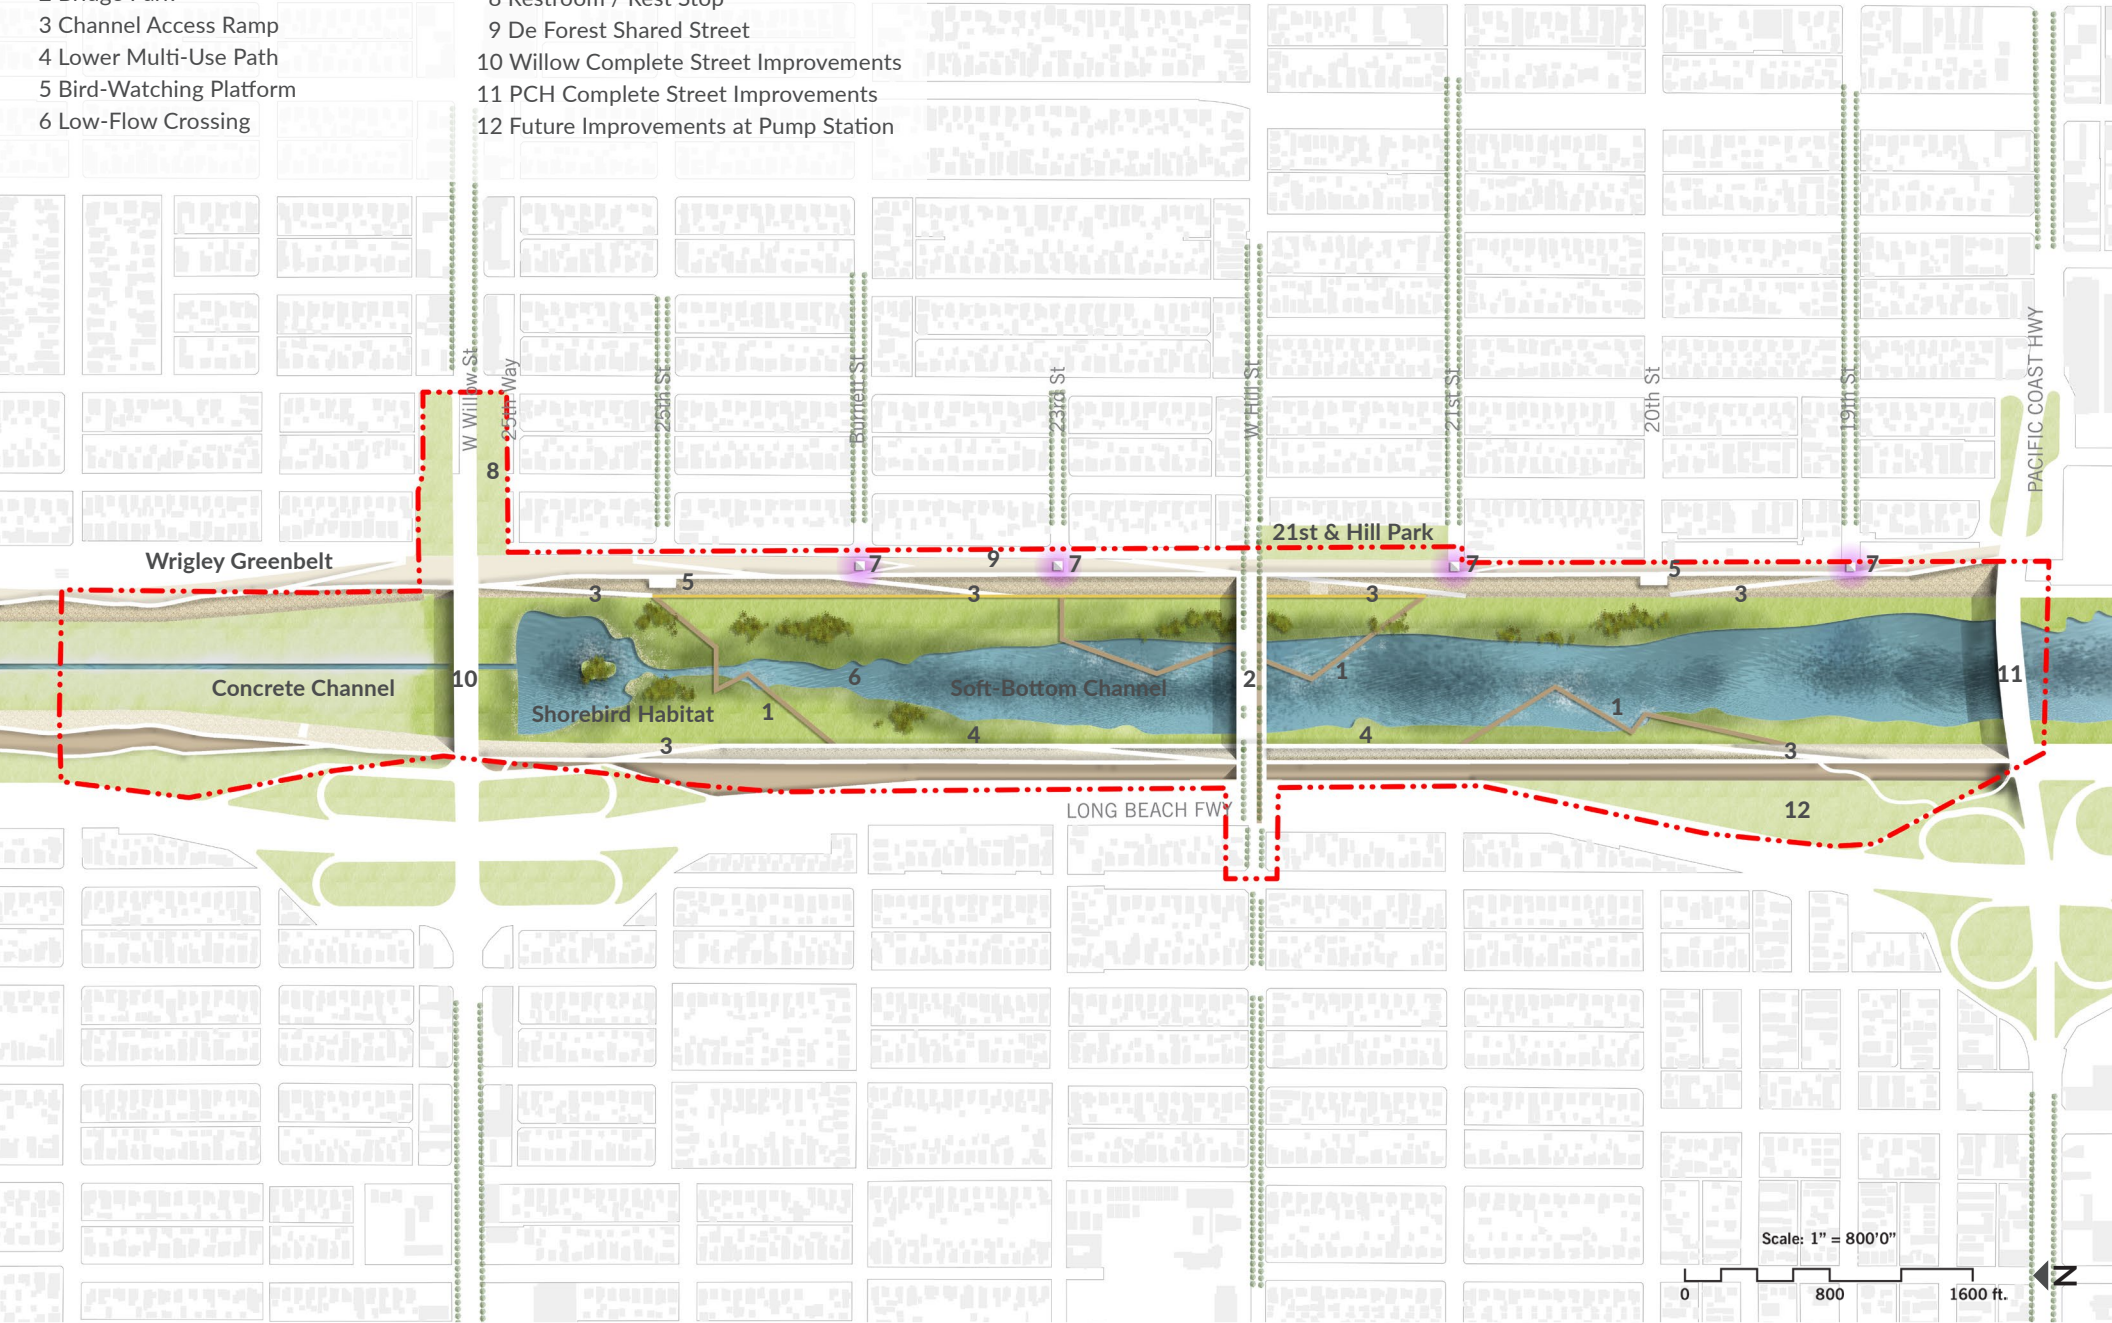 3 Channel Access Ramp
4 Lower Multi-Use Path
5 Bird-Watching Platform
6 Low-Flow Crossing
8 Restroom / Rest Stop
9 De Forest Shared Street
10 Willow Complete Street Improvements
11 PCH Complete Street Improvements
12 Future Improvements at Pump Station
W Willow St
25th Way
25th St
Burnett St
23rd St
W Hill St
21st St
20th St
19th St
PACIFIC COAST HWY
8
21st & Hill Park
Wrigley Greenbelt
7
7
9
7
7
5
5
3
3
3
3
Concrete Channel
10
6
Soft-Bottom Channel
2
1
11
Shorebird Habitat
1
1
3
4
4
3
LONG BEACH FWY
12
Scale: 1" = 800'0"
0
800
1600 ft.
N